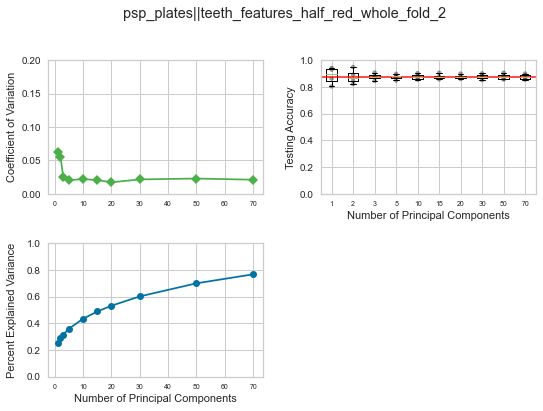 psp_plates||teeth_features_half_red_whole_fold_2
Coefficient of Variation
0.20
0.15
0.10
0.05
0.00
0 10 20 30 40 50 60 70
Testing Accuracy
1.0
0.8
0.6
0.4
0.2
0.0
1 2 3 5 10 15 20 30 50 70
Number of Principal Components
Percent Explained Variance
1.0
0.8
0.6
0.4
0.2
0.0
0 10 20 30 40 50 60 70
Number of Principal Components